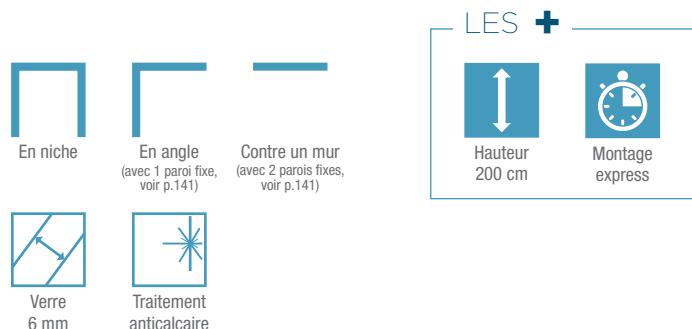 LES +
En niche
En angle
(avec 1 paroi fixe,
voir p.141)
Contre un mur
(avec 2 parois fixes,
voir p.141)
Hauteur
200 cm
Montage
express
Verre
6 mm
Traitement
anticalcaire